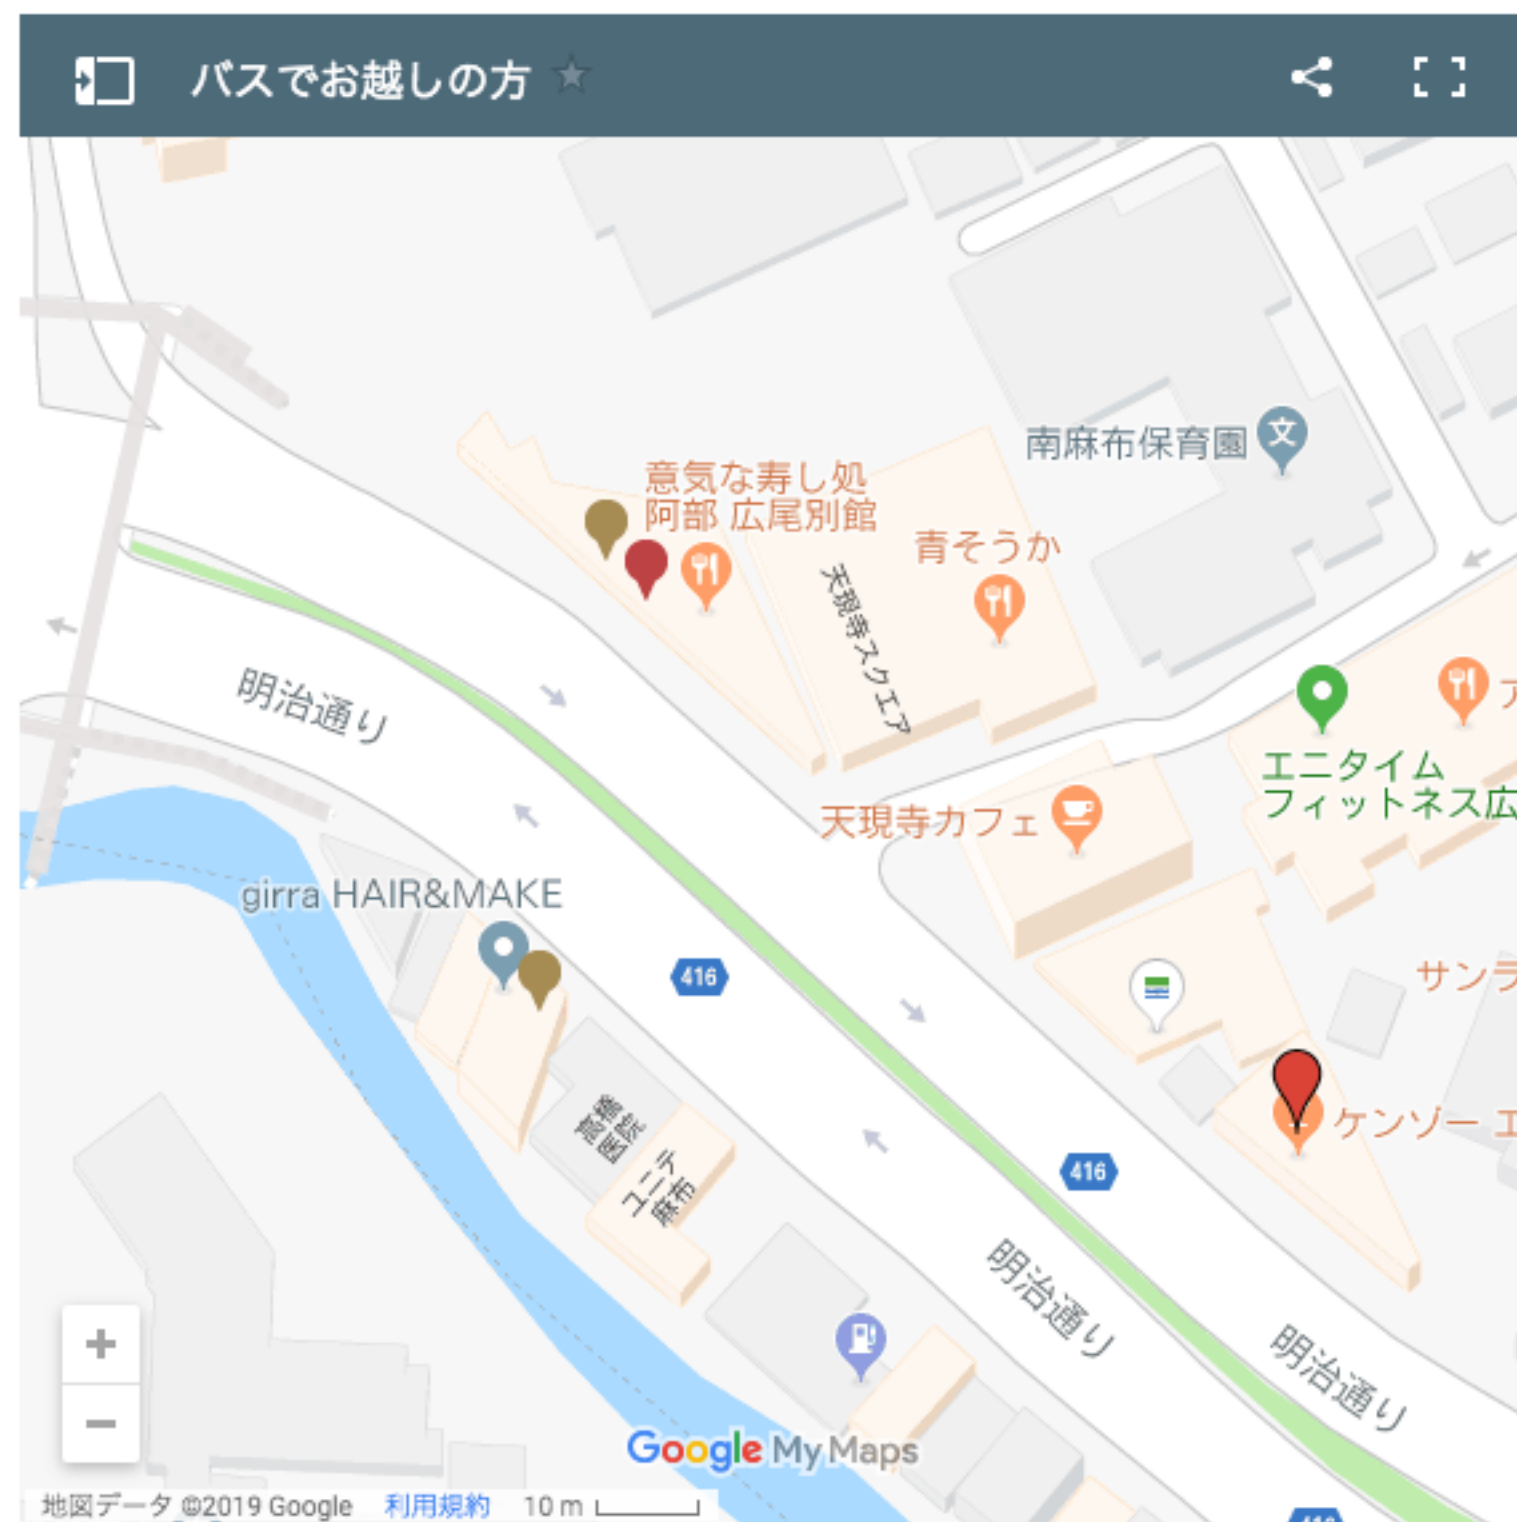 バスでお越しの方
意気な寿し処
阿部 広尾別館
南麻布保育園
文
青そうか
天現寺スクエア
明治通り
エニタイム
フィットネス広
ア
天現寺カフェ
girra HAIR&MAKE
416
サンラ
高橋
医院
ユニテ
麻布
416
ケンゾー エ
明治通り
明治通り
+
−
Google My Maps
地図データ ©2019 Google
利用規約
10 m